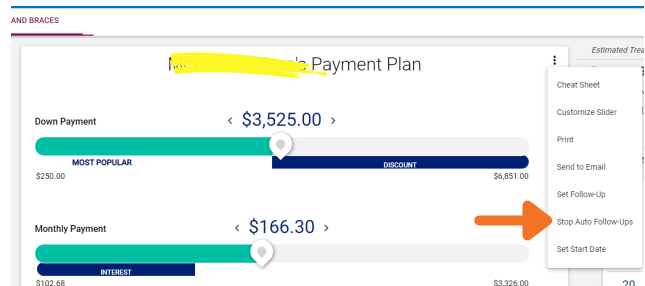 AND BRACES
Estimated Trea
's Payment Plan
Cheat Sheet
Customize Slider
Print
Send to Email
Set Follow-Up
Stop Auto Follow-Ups
Set Start Date
Down Payment
< $3,525.00 >
MOST POPULAR
DISCOUNT
$250.00
$6,851.00
Monthly Payment
< $166.30 >
INTEREST
$102.68
$3,326.00
20